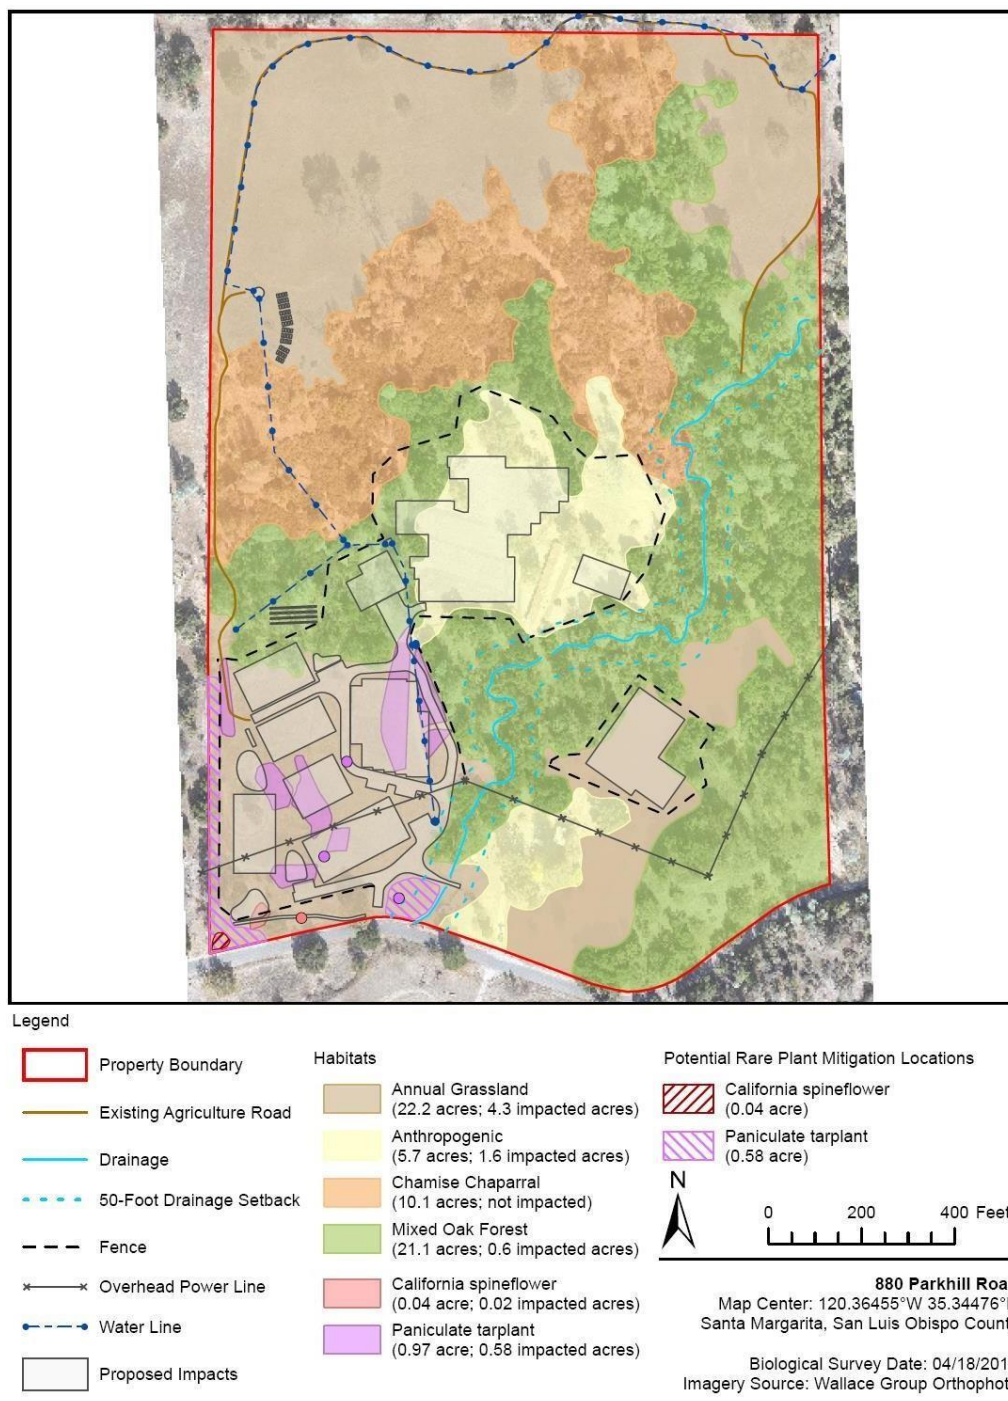 Legend
Property Boundary
Existing Agriculture Road
Drainage
50-Foot Drainage Setback
Fence
Overhead Power Line
Water Line
Proposed Impacts
Habitats
Annual Grassland
(22.2 acres; 4.3 impacted acres)
Anthropogenic
(5.7 acres; 1.6 impacted acres)
Chamise Chaparral
(10.1 acres; not impacted)
Mixed Oak Forest
(21.1 acres; 0.6 impacted acres)
California spineflower
(0.04 acre; 0.02 impacted acres)
Paniculate tarplant
(0.97 acre; 0.58 impacted acres)
Potential Rare Plant Mitigation Locations
California spineflower
(0.04 acre)
Paniculate tarplant
(0.58 acre)
N
0 200 400 Feet
880 Parkhill Roa
Map Center: 120.36455°W 35.34476°
Santa Margarita, San Luis Obispo Count
Biological Survey Date: 04/18/201
Imagery Source: Wallace Group Orthophot